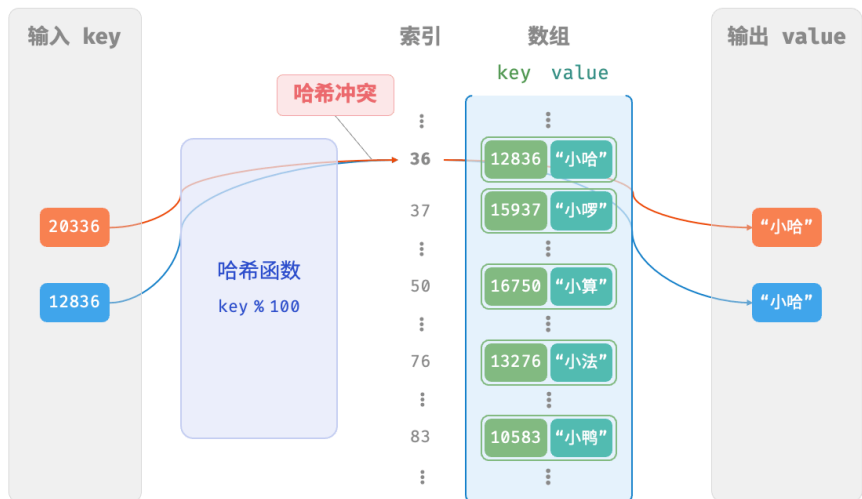 输入 key
索引
数组
输出 value
key value
哈希冲突
36
12836 “小哈”
37
15937 “小啰”
20336
“小哈”
哈希函数
key % 100
50
16750 “小算”
12836
“小哈”
76
13276 “小法”
83
10583 “小鸭”